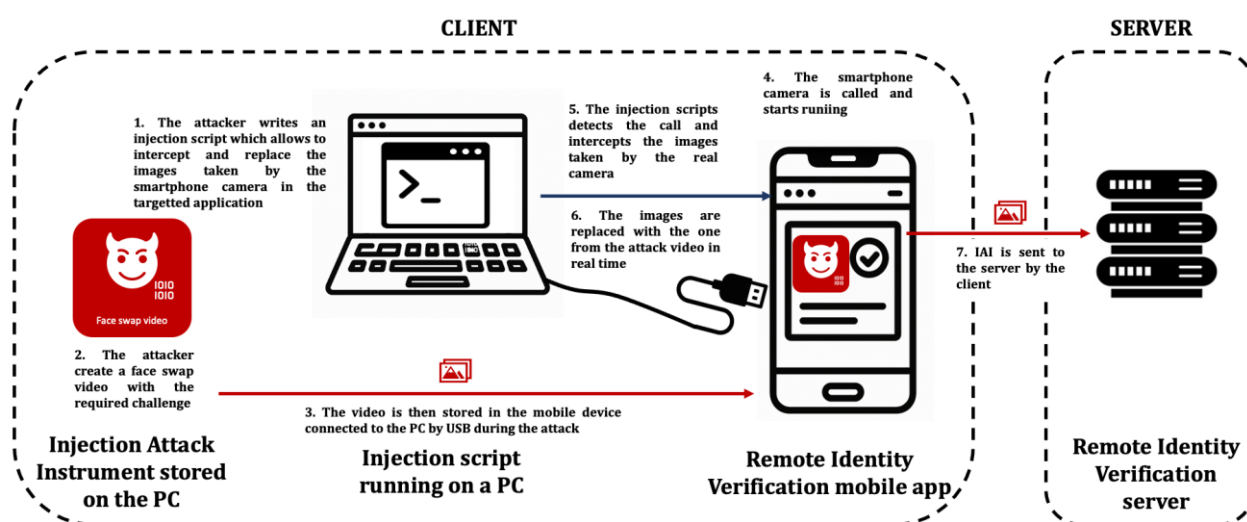 CLIENT
SERVER
1. The attacker writes an
injection script which allows to
intercept and replace the
images taken by the
smartphone camera in the
targetted application
5. The injection scripts
detects the call and
intercepts the images
taken by the real
camera
4. The smartphone
camera is called and
starts runiing
6. The images are
replaced with the one
from the attack video in
real time
7. IAI is sent to
the server by the
client
IOIO
IOIO
Face swap video
IOIO
IOIO
2. The attacker
create a face swap
video with the
required challenge
3. The video is then stored in the mobile device
connected to the PC by USB during the attack
Injection Attack
Instrument stored
on the PC
Injection script
running on a PC
Remote Identity
Verification mobile app
Remote Identity
Verification
server